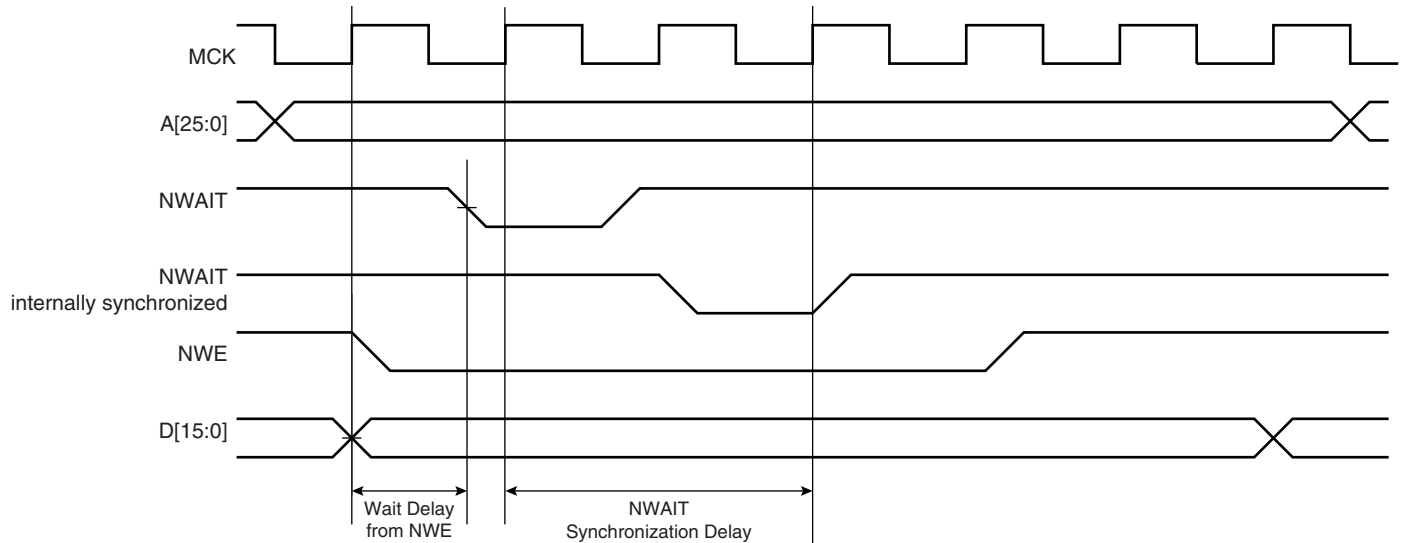 MCK
A[25:0]
NWAIT
NWAIT
internally synchronized
NWE
D[15:0]
Wait Delay
from NWE
NWAIT
Synchronization Delay